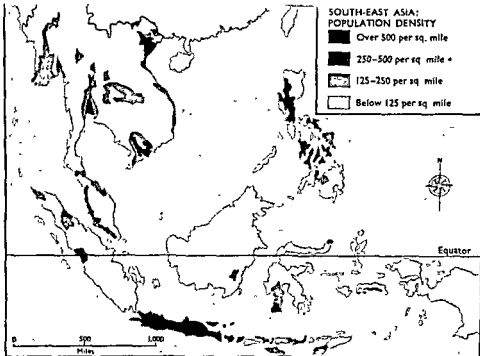 SOUTH-EAST ASIA:
POPULATION DENSITY
Over 500 per sq. mile
250–500 per sq mile
125–250 per sq mile
Below 125 per sq mile
N
Equator
0 500 1,000
Miles